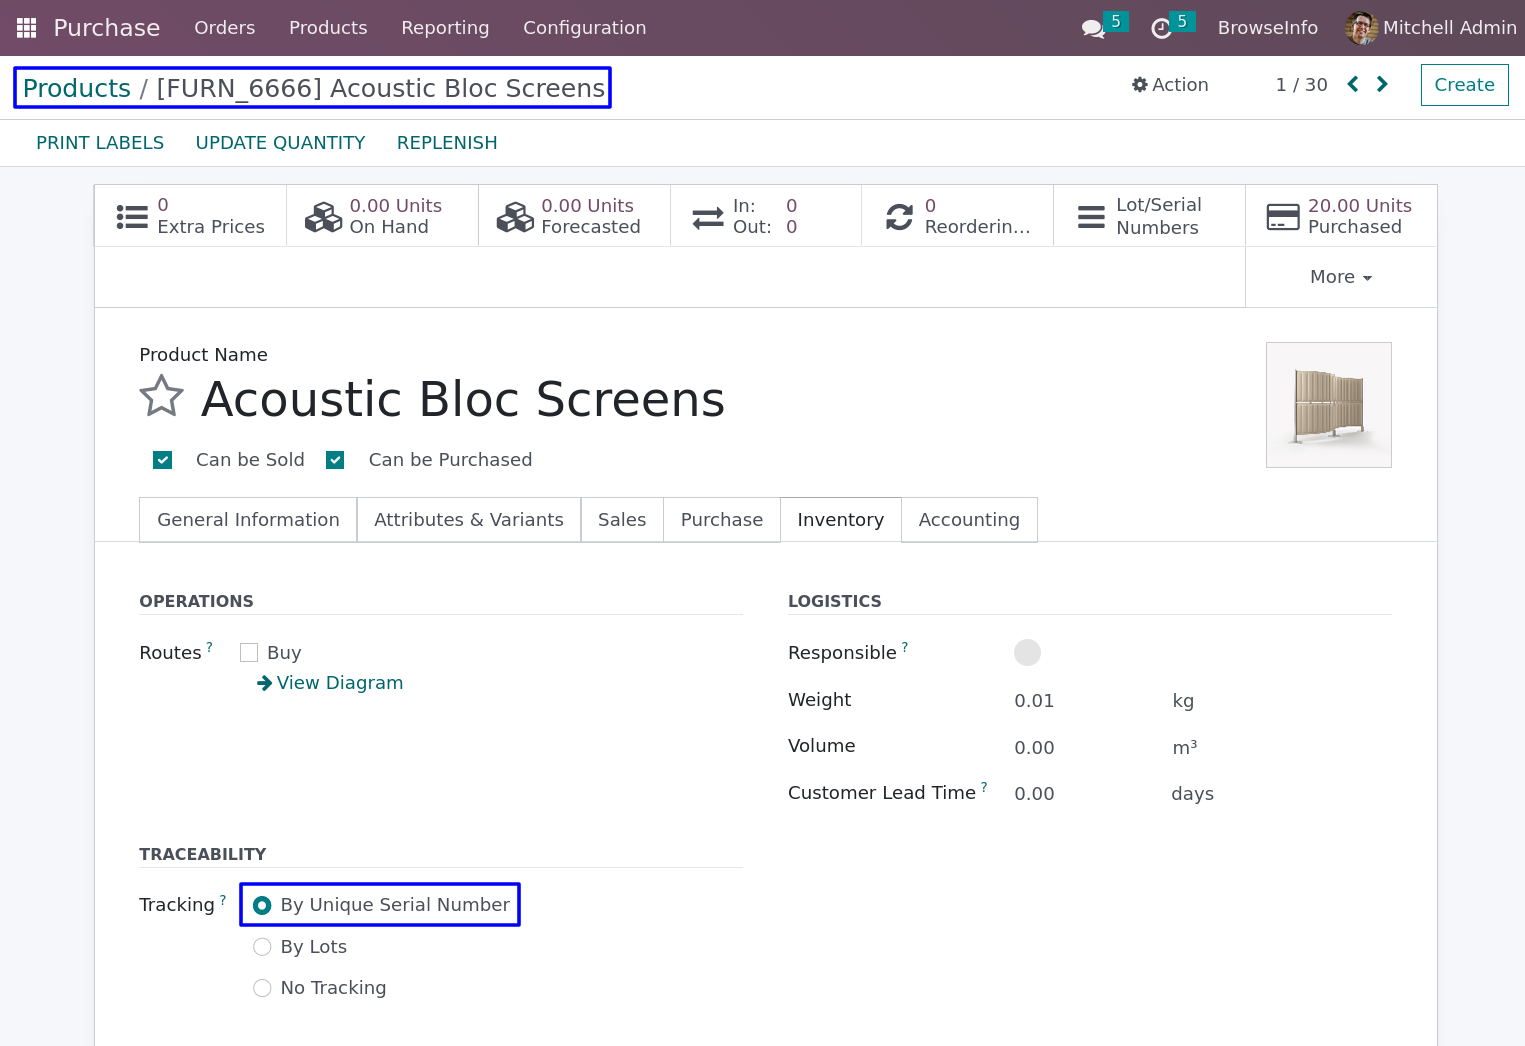 Purchase Orders Products Reporting Configuration 5 5 BrowseInfo Mitchell Admin
Products / [FURN_6666] Acoustic Bloc Screens Action 1 / 30 Create
PRINT LABELS UPDATE QUANTITY REPLENISH
0
Extra Prices
0.00 Units
On Hand
0.00 Units
Forecasted
In: 0
Out: 0
0
Reorderin...
Lot/Serial
Numbers
20.00 Units
Purchased
More
Product Name
Acoustic Bloc Screens
Can be Sold Can be Purchased
General Information Attributes & Variants Sales Purchase Inventory Accounting
OPERATIONS
Routes ? Buy
View Diagram
LOGISTICS
Responsible ?
Weight 0.01 kg
Volume 0.00 m³
Customer Lead Time ? 0.00 days
TRACEABILITY
Tracking ? By Unique Serial Number
By Lots
No Tracking